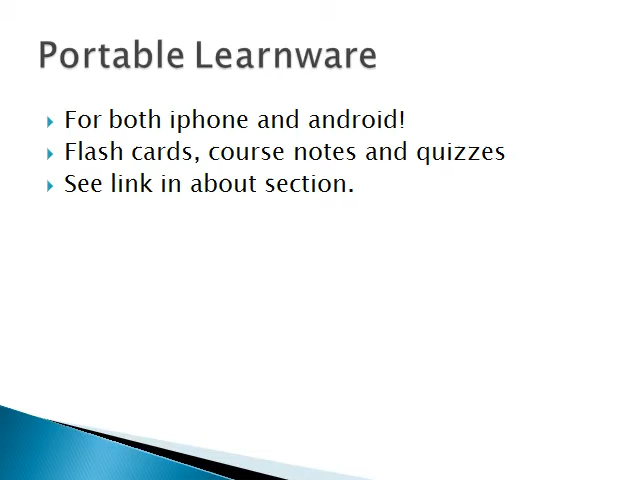 Portable Learnware
For both iphone and android!
Flash cards, course notes and quizzes
See link in about section.